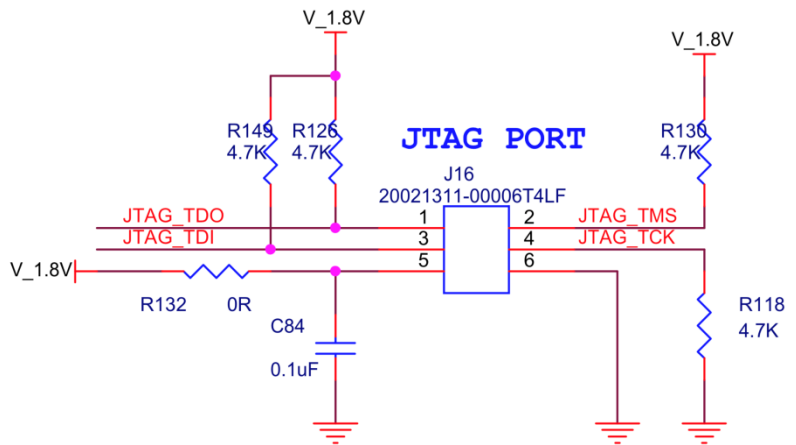 V_1.8V
V_1.8V
R149
4.7K
R126
4.7K
JTAG PORT
R130
4.7K
J16
20021311-00006T4LF
JTAG_TDO
1
2
JTAG_TMS
JTAG_TDI
3
4
JTAG_TCK
V_1.8V
5
6
R132
0R
C84
0.1uF
R118
4.7K